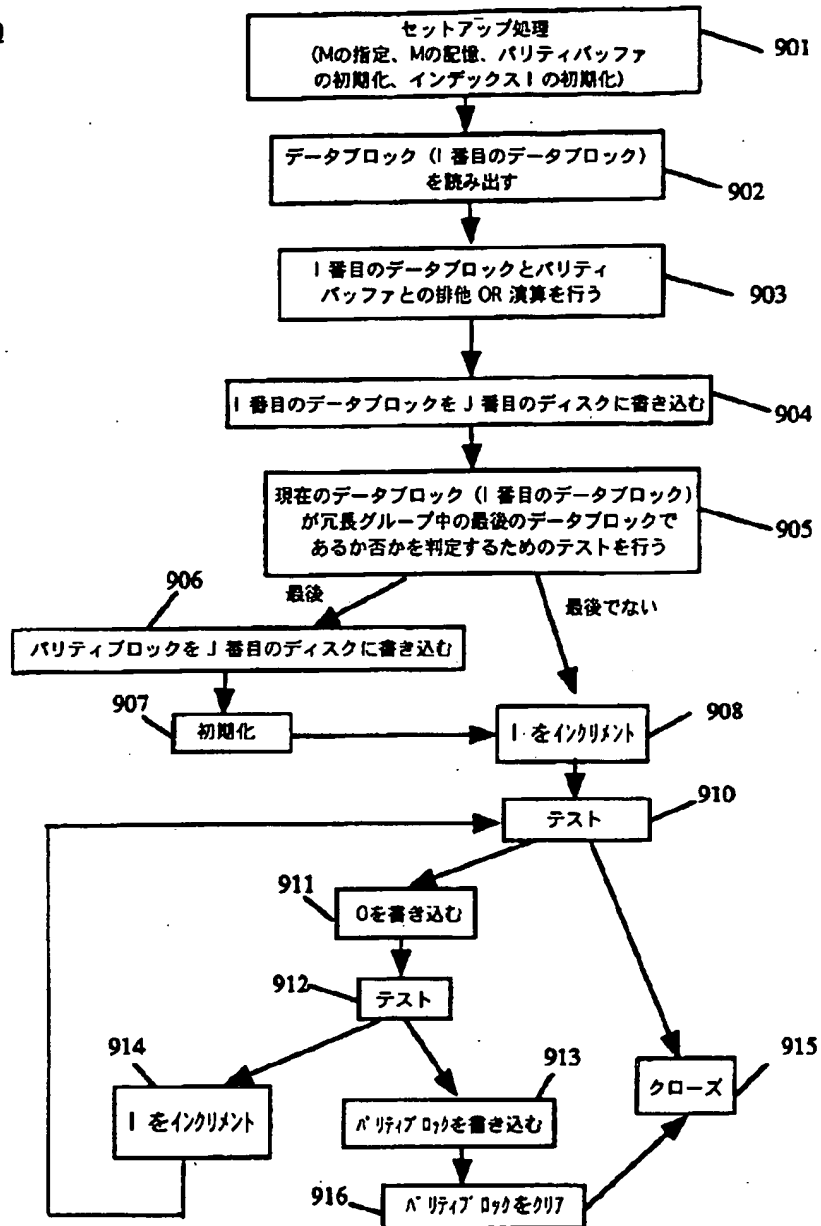 セットアップ処理
(Mの指定、Mの記憶、パリティバッファ
の初期化、インデックスIの初期化)
901
データブロック(I番目のデータブロック)
を読み出す
902
I番目のデータブロックとパリティ
バッファとの排他OR演算を行う
903
I番目のデータブロックをJ番目のディスクに書き込む
904
現在のデータブロック(I番目のデータブロック)
が冗長グループ中の最後のデータブロックで
あるか否かを判定するためのテストを行う
905
906
最後
最後でない
パリティブロックをJ番目のディスクに書き込む
907
初期化
Iをインクリメント
908
テスト
910
911
0を書き込む
912
テスト
914
Iをインクリメント
913
パリティブロックを書き込む
クローズ
915
916
パリティブロックをクリア